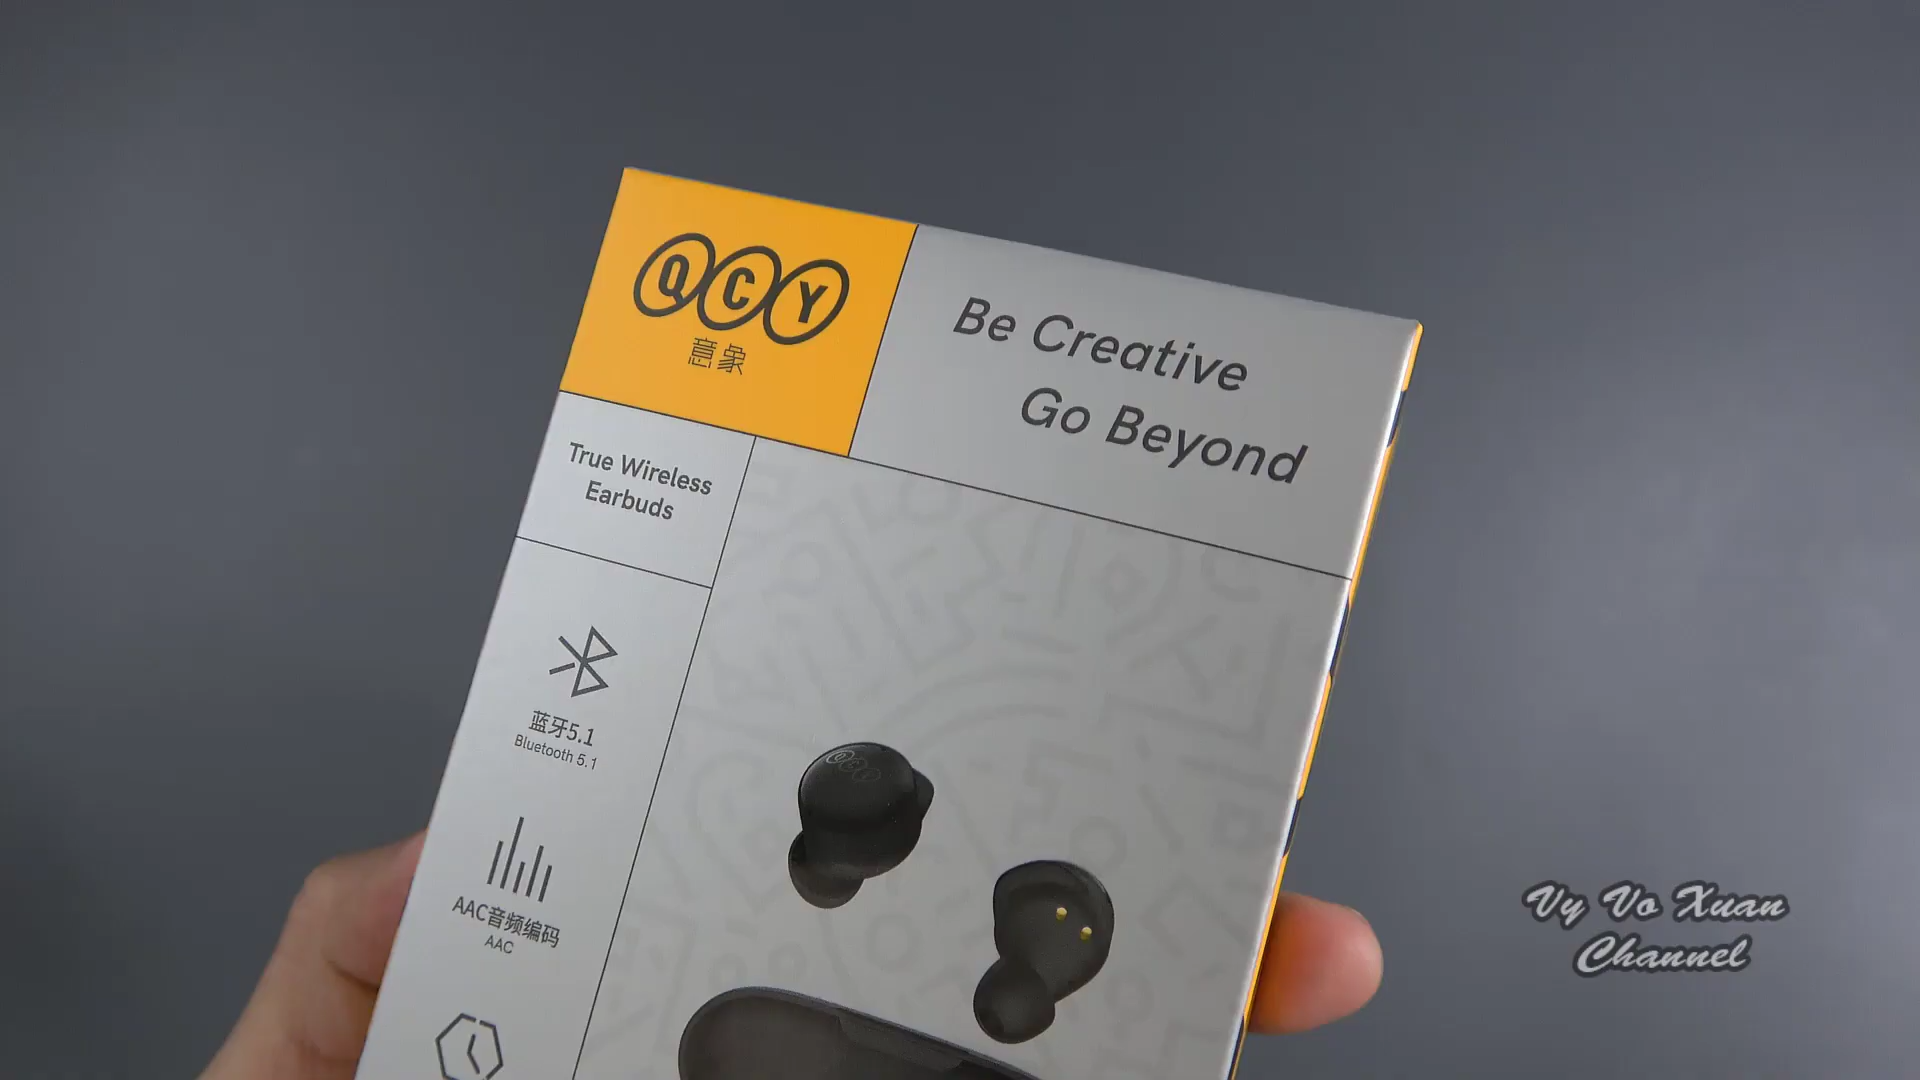 QCY
意象
Be Creative
Go Beyond
True Wireless
Earbuds
蓝牙5.1
Bluetooth 5.1
AAC音频编码
AAC
QCY
Vy Vo Xuan
Channel